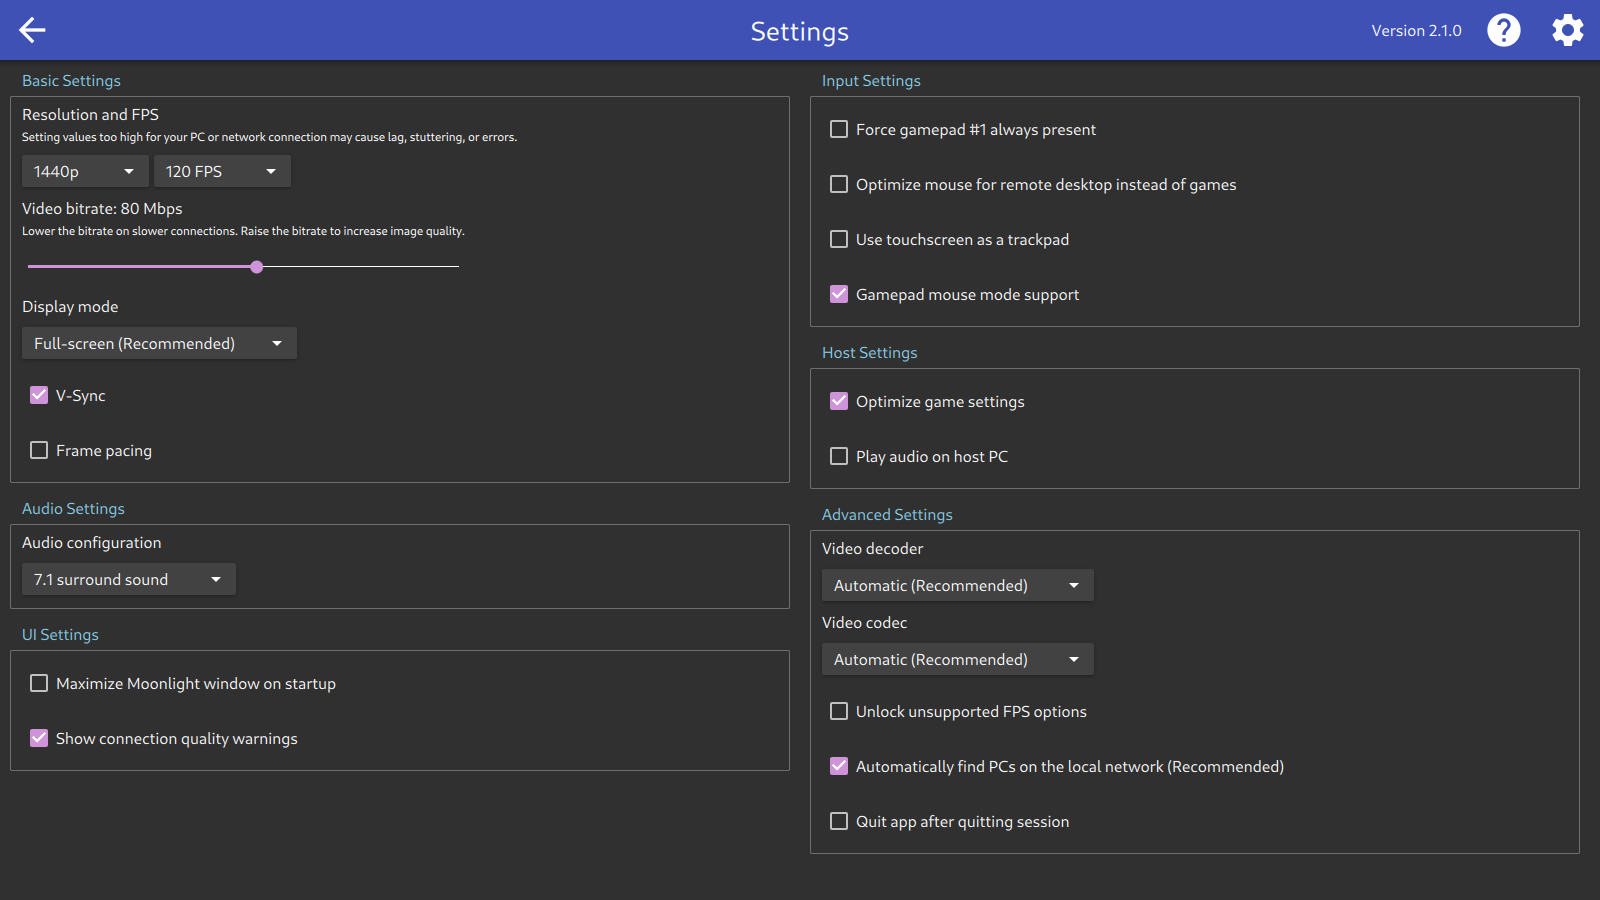 Settings
Version 2.1.0
Basic Settings
Resolution and FPS
Setting values too high for your PC or network connection may cause lag, stuttering, or errors.
1440p
120 FPS
Video bitrate: 80 Mbps
Lower the bitrate on slower connections. Raise the bitrate to increase image quality.
Display mode
Full-screen (Recommended)
V-Sync
Frame pacing
Audio Settings
Audio configuration
7.1 surround sound
UI Settings
Maximize Moonlight window on startup
Show connection quality warnings
Input Settings
Force gamepad #1 always present
Optimize mouse for remote desktop instead of games
Use touchscreen as a trackpad
Gamepad mouse mode support
Host Settings
Optimize game settings
Play audio on host PC
Advanced Settings
Video decoder
Automatic (Recommended)
Video codec
Automatic (Recommended)
Unlock unsupported FPS options
Automatically find PCs on the local network (Recommended)
Quit app after quitting session